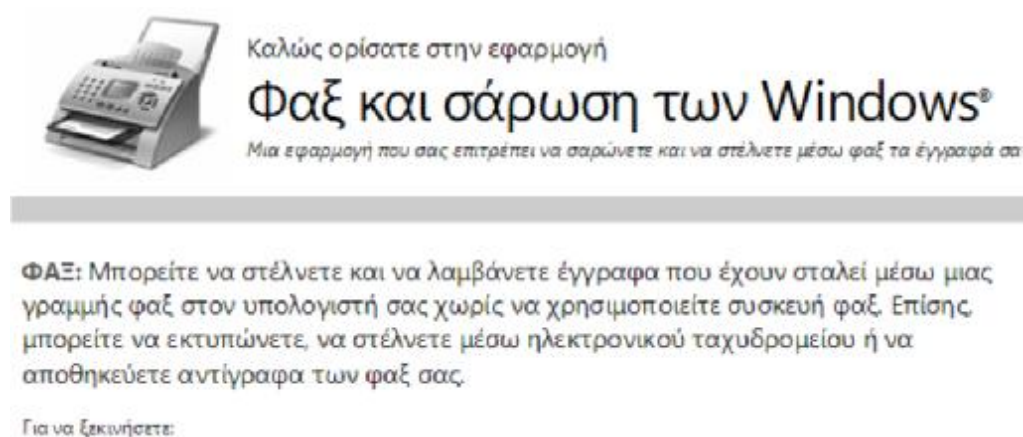 Καλώς ορίσατε στην εφαρμογή
Φαξ και σάρωση των Windows®
Μια εφαρμογή που σας επιτρέπει να σαρώνετε και να στέλνετε μέσω φαξ τα έγγραφά σα
ΦΑΞ: Μπορείτε να στέλνετε και να λαμβάνετε έγγραφα που έχουν σταλεί μέσω μιας
γραμμής φαξ στον υπολογιστή σας χωρίς να χρησιμοποιείτε συσκευή φαξ. Επίσης,
μπορείτε να εκτυπώνετε, να στέλνετε μέσω ηλεκτρονικού ταχυδρομείου ή να
αποθηκεύετε αντίγραφα των φαξ σας.
Για να ξεκινήσετε: